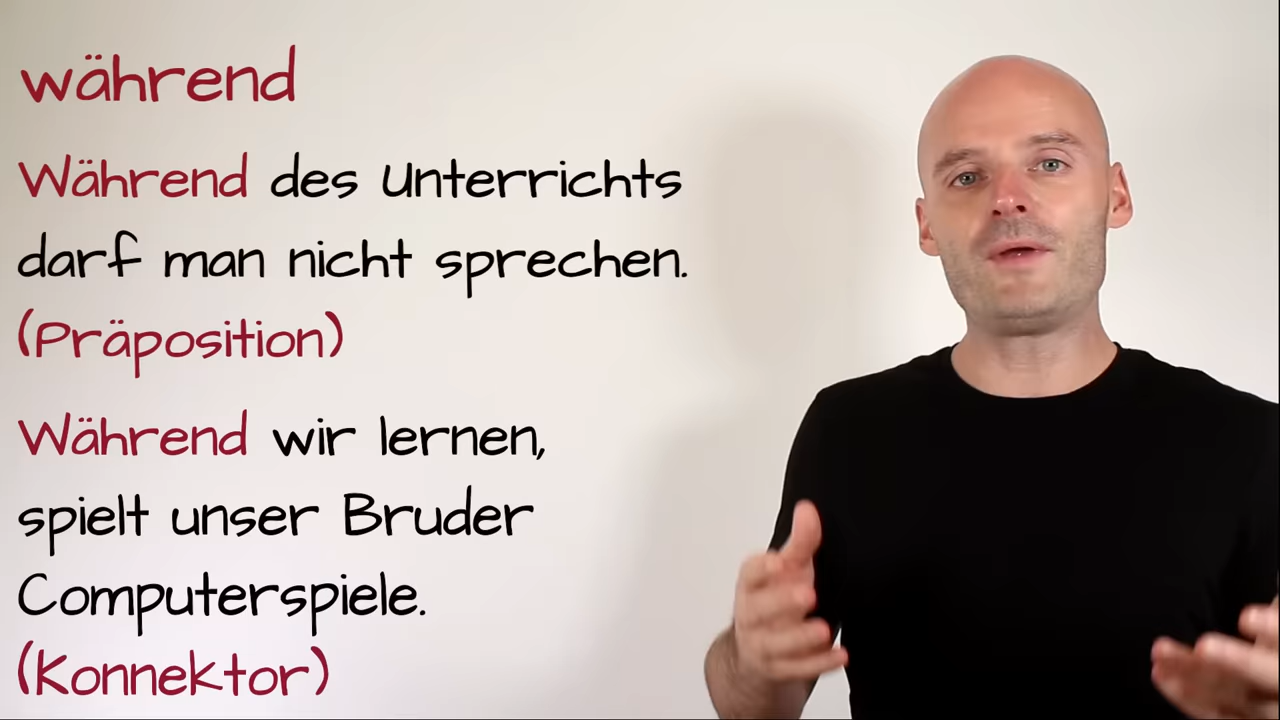 während
Während des Unterrichts
darf man nicht sprechen.
(Präposition)
Während wir lernen,
spielt unser Bruder
Computerspiele.
(Konnektor)